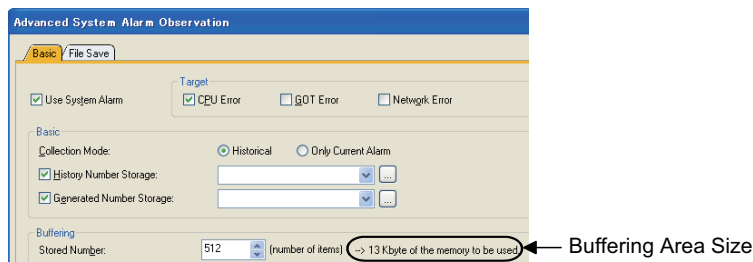 Advanced System Alarm Observation
Basic File Save
Target
Use System Alarm CPU Error GOT Error Network Error
Basic
Collection Mode: Historical Only Current Alarm
History Number Storage: ...
Generated Number Storage: ...
Buffering
Stored Number: 512 (number of items) --> 13 Kbyte of the memory to be used Buffering Area Size